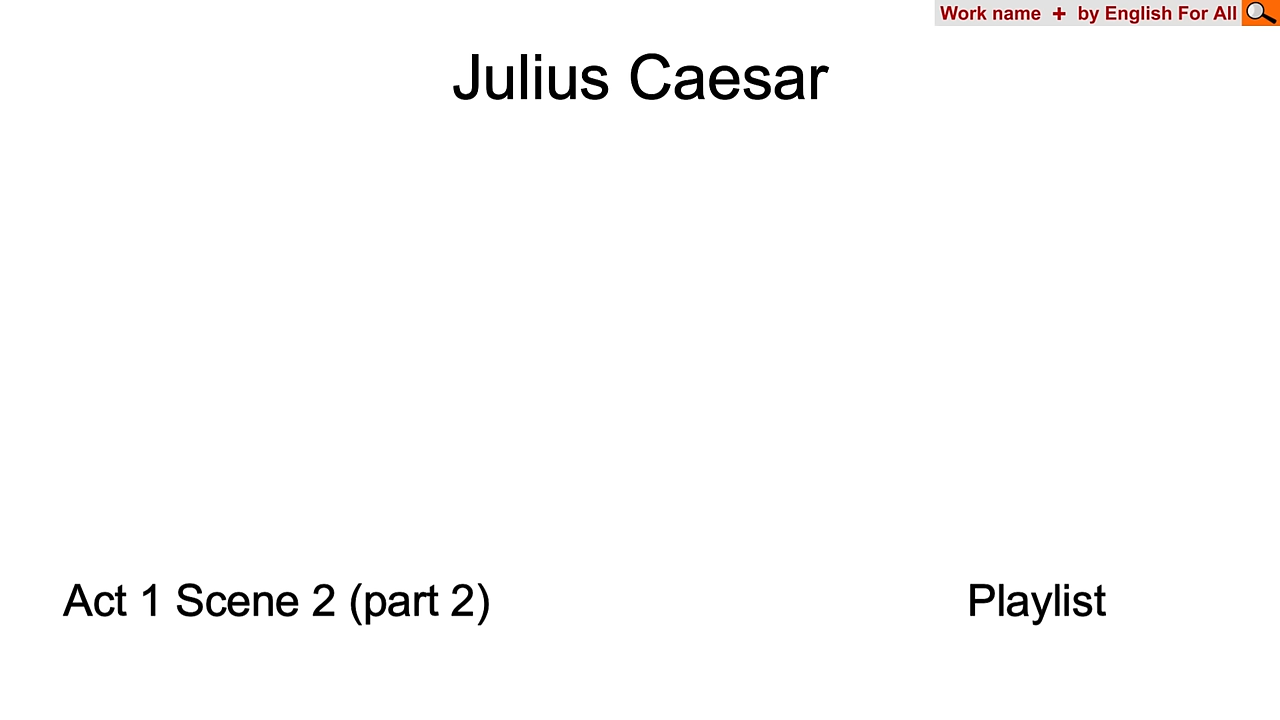 Work name + by English For All
Julius Caesar
Act 1 Scene 2 (part 2)
Playlist